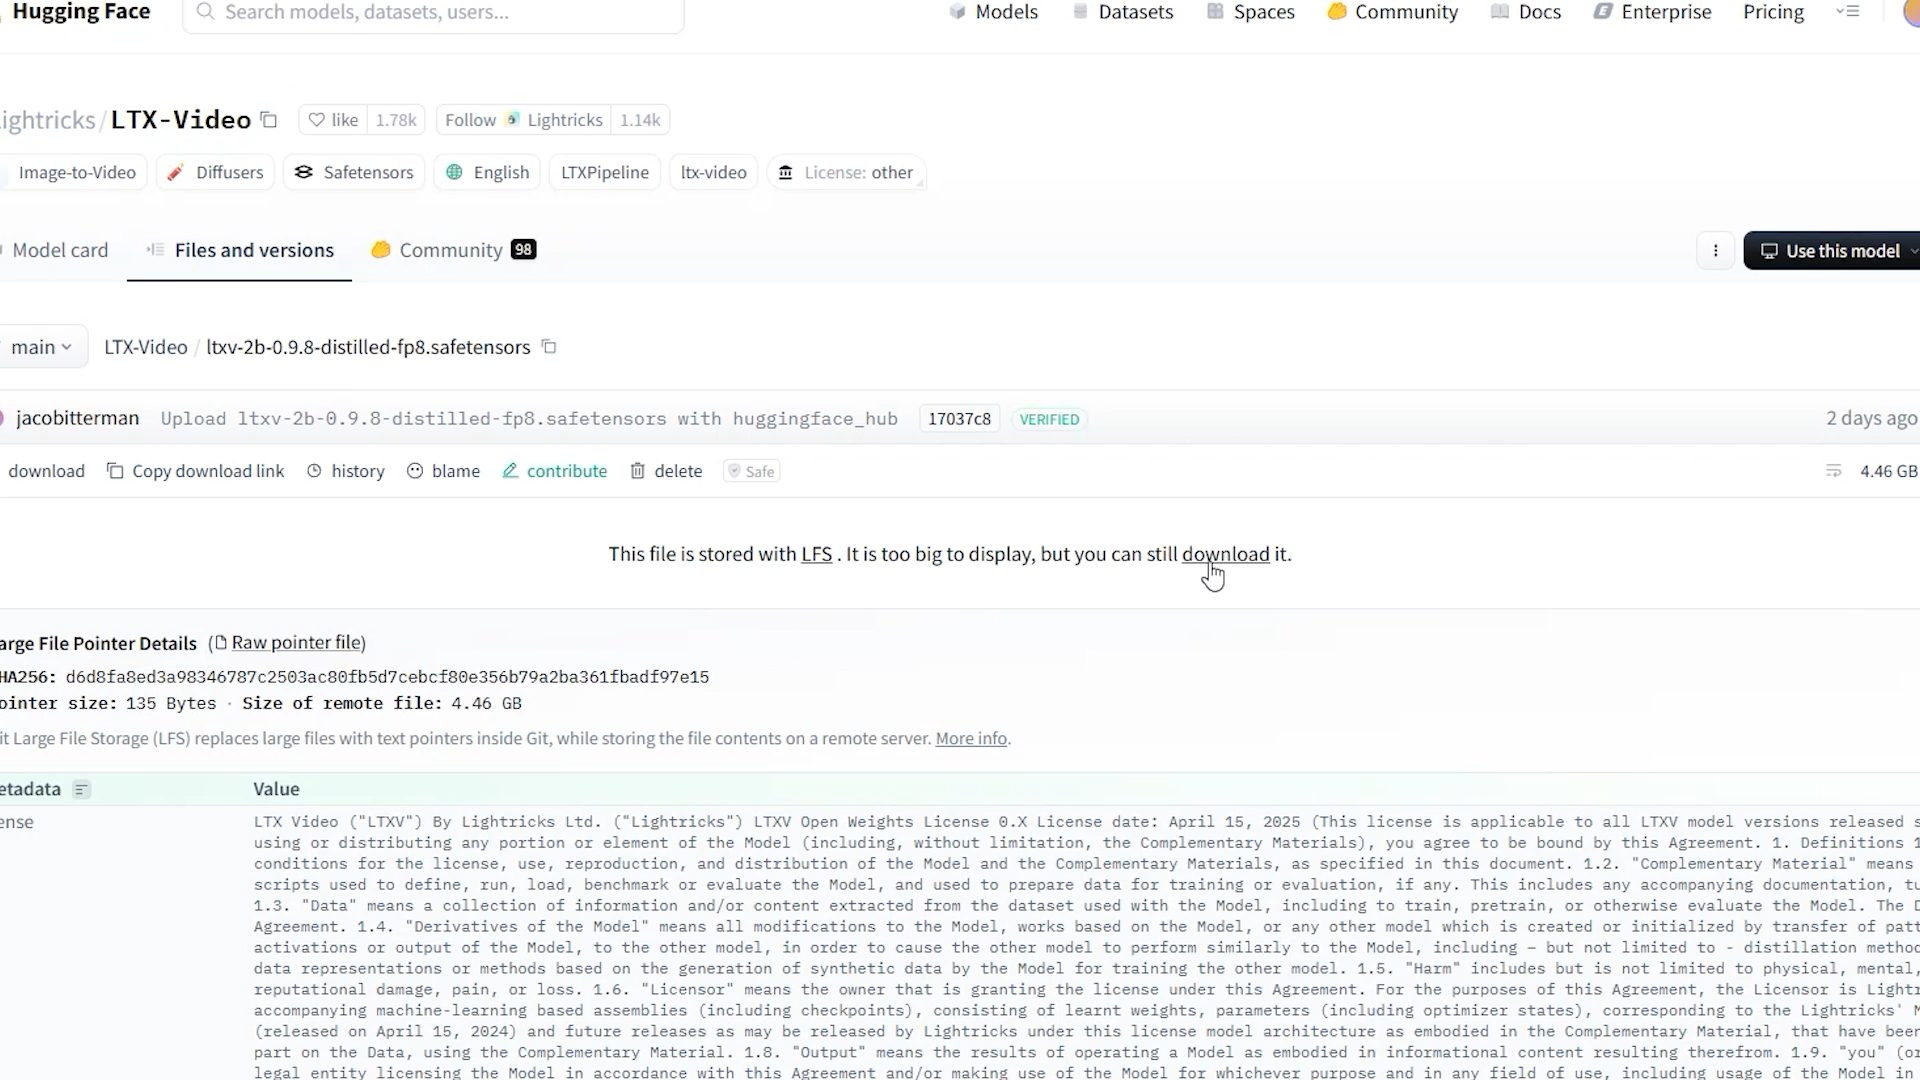 Hugging Face
Search models, datasets, users...
Models
Datasets
Spaces
Community
Docs
Enterprise
Pricing
ightricks/LTX-Video
like 1.78k
Follow Lightricks 1.14k
Image-to-Video
Diffusers
Safetensors
English
LTXPipeline
ltx-video
License: other
Model card
Files and versions
Community 98
Use this model
main
LTX-Video / ltxv-2b-0.9.8-distilled-fp8.safetensors
jacobitterman Upload ltxv-2b-0.9.8-distilled-fp8.safetensors with huggingface_hub 17037c8 VERIFIED 2 days ago
download Copy download link history blame contribute delete Safe 4.46 GB
This file is stored with LFS . It is too big to display, but you can still download it.
arge File Pointer Details (Raw pointer file)
HA256: d6d8fa8ed3a98346787c2503ac80fb5d7cebcf80e356b79a2ba361fbadf97e15
ointer size: 135 Bytes · Size of remote file: 4.46 GB
it Large File Storage (LFS) replaces large files with text pointers inside Git, while storing the file contents on a remote server. More info.
etadata Value
ense
LTX Video ("LTXV") By Lightricks Ltd. ("Lightricks") LTXV Open Weights License 0.X License date: April 15, 2025 (This license is applicable to all LTXV model versions released s
using or distributing any portion or element of the Model (including, without limitation, the Complementary Materials), you agree to be bound by this Agreement. 1. Definitions 1
conditions for the license, use, reproduction, and distribution of the Model and the Complementary Materials, as specified in this document. 1.2. "Complementary Material" means
scripts used to define, run, load, benchmark or evaluate the Model, and used to prepare data for training or evaluation, if any. This includes any accompanying documentation, tu
1.3. "Data" means a collection of information and/or content extracted from the dataset used with the Model, including to train, pretrain, or otherwise evaluate the Model. The D
Agreement. 1.4. "Derivatives of the Model" means all modifications to the Model, works based on the Model, or any other model which is created or initialized by transfer of patt
activations or output of the Model, to the other model, in order to cause the other model to perform similarly to the Model, including – but not limited to - distillation metho
data representations or methods based on the generation of synthetic data by the Model for training the other model. 1.5. "Harm" includes but is not limited to physical, mental,
reputational damage, pain, or loss. 1.6. "Licensor" means the owner that is granting the license under this Agreement. For the purposes of this Agreement, the Licensor is Lightr
accompanying machine-learning based assemblies (including checkpoints), consisting of learnt weights, parameters (including optimizer states), corresponding to the Lightricks' M
(released on April 15, 2024) and future releases as may be released by Lightricks under this license model architecture as embodied in the Complementary Material, that have been
part on the Data, using the Complementary Material. 1.8. "Output" means the results of operating a Model as embodied in informational content resulting therefrom. 1.9. "you" (or
legal entity licensing the Model in accordance with this Agreement and/or making use of the Model for whichever purpose and in any field of use, including usage of the Model in